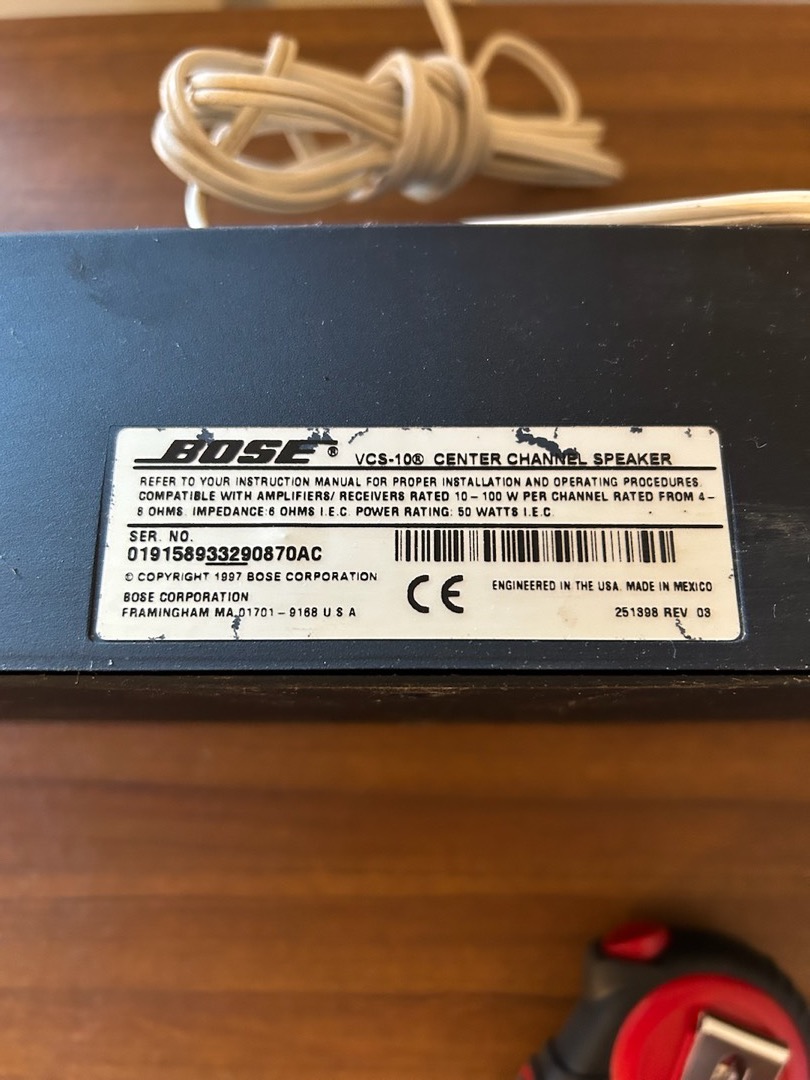 BOSE® VCS-10® CENTER CHANNEL SPEAKER
REFER TO YOUR INSTRUCTION MANUAL FOR PROPER INSTALLATION AND OPERATING PROCEDURES.
COMPATIBLE WITH AMPLIFIERS/ RECEIVERS RATED 10 - 100 W PER CHANNEL RATED FROM 4 -
8 OHMS. IMPEDANCE:6 OHMS I.E.C. POWER RATING: 50 WATTS I.E.C.
SER. NO.
019158933290870AC
© COPYRIGHT 1997 BOSE CORPORATION
BOSE CORPORATION
FRAMINGHAM MA.01701 - 9168 U S A
CE
ENGINEERED IN THE USA. MADE IN MEXICO
251398 REV 03